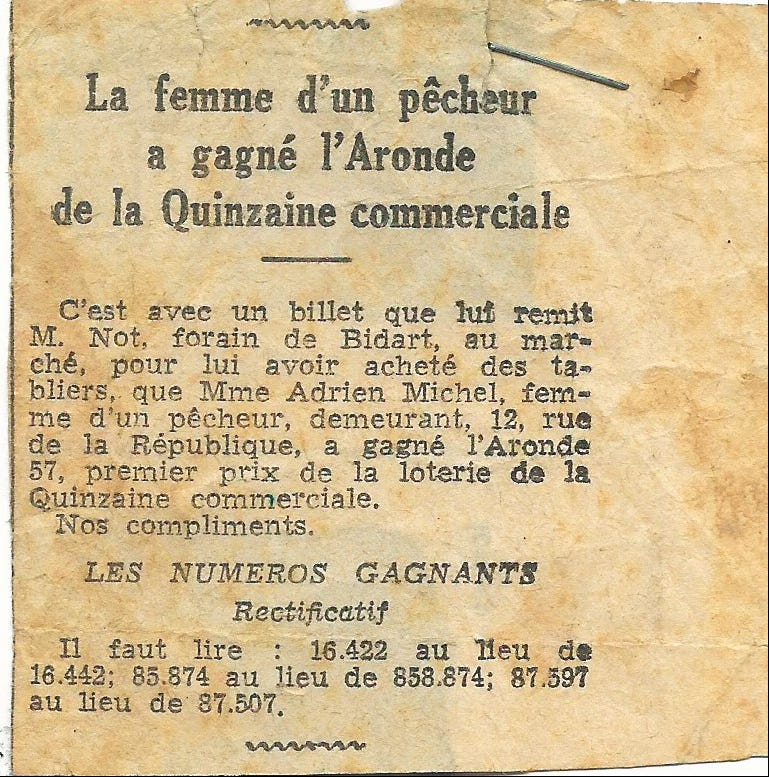 La femme d'un pêcheur
a gagné l'Aronde
de la Quinzaine commerciale
C'est avec un billet que lui remit
M. Not, forain de Bidart, au mar-
ché, pour lui avoir acheté des ta-
bliers, que Mme Adrien Michel, fem-
me d'un pêcheur, demeurant, 12, rue
de la République, a gagné l'Aronde
57, premier prix de la loterie de la
Quinzaine commerciale.
Nos compliments.
LES NUMEROS GAGNANTS
Rectificatif
Il faut lire : 16.422 au lieu de
16.442; 85.874 au lieu de 858.874; 87.597
au lieu de 87.507.